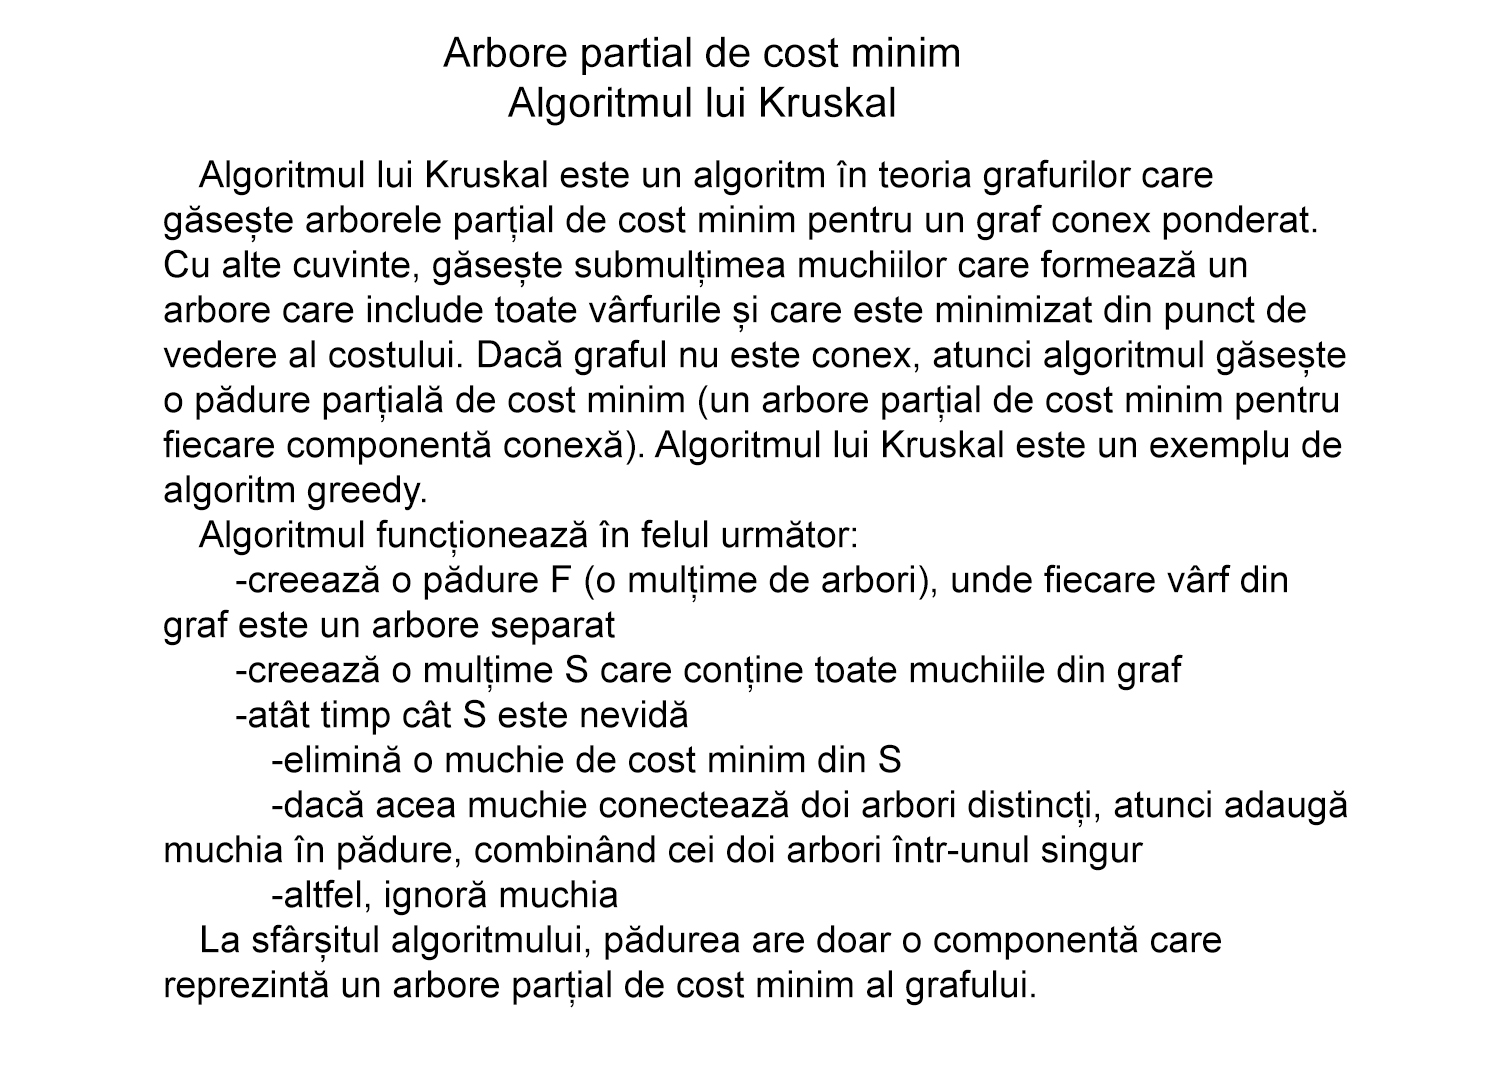 Arbore partial de cost minim
Algoritmul lui Kruskal
Algoritmul lui Kruskal este un algoritm în teoria grafurilor care
găsește arborele parțial de cost minim pentru un graf conex ponderat.
Cu alte cuvinte, găsește submulțimea muchiilor care formează un
arbore care include toate vârfurile și care este minimizat din punct de
vedere al costului. Dacă graful nu este conex, atunci algoritmul găsește
o pădure parțială de cost minim (un arbore parțial de cost minim pentru
fiecare componentă conexă). Algoritmul lui Kruskal este un exemplu de
algoritm greedy.
Algoritmul funcționează în felul următor:
-creează o pădure F (o mulțime de arbori), unde fiecare vârf din
graf este un arbore separat
-creează o mulțime S care conține toate muchiile din graf
-atât timp cât S este nevidă
-elimină o muchie de cost minim din S
-dacă acea muchie conectează doi arbori distincți, atunci adaugă
muchia în pădure, combinând cei doi arbori într-unul singur
-altfel, ignoră muchia
La sfârșitul algoritmului, pădurea are doar o componentă care
reprezintă un arbore parțial de cost minim al grafului.